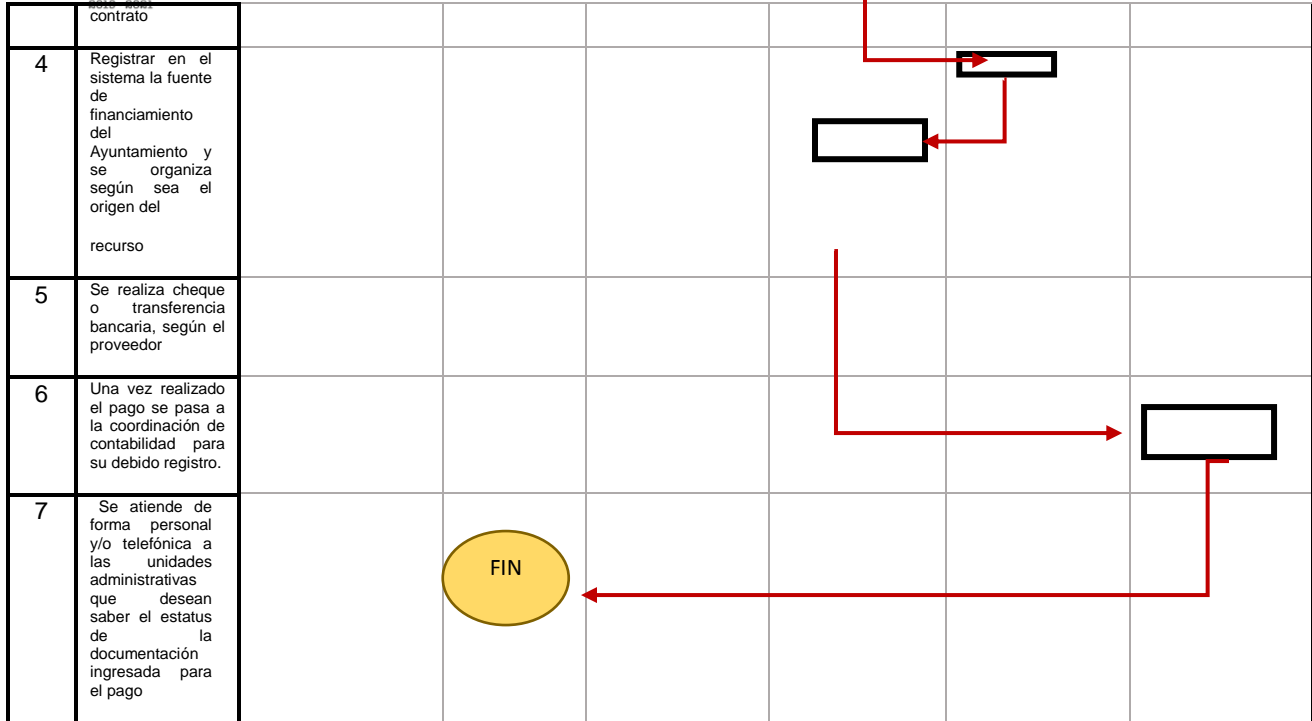 2018-2021
contrato
4
Registrar en el
sistema la fuente
de
financiamiento
del
Ayuntamiento y
se organiza
según sea el
origen del
recurso
5
Se realiza cheque
o transferencia
bancaria, según el
proveedor
6
Una vez realizado
el pago se pasa a
la coordinación de
contabilidad para
su debido registro.
7
Se atiende de
forma personal
y/o telefónica a
las unidades
administrativas
que desean
saber el estatus
de la
documentación
ingresada para
el pago
FIN